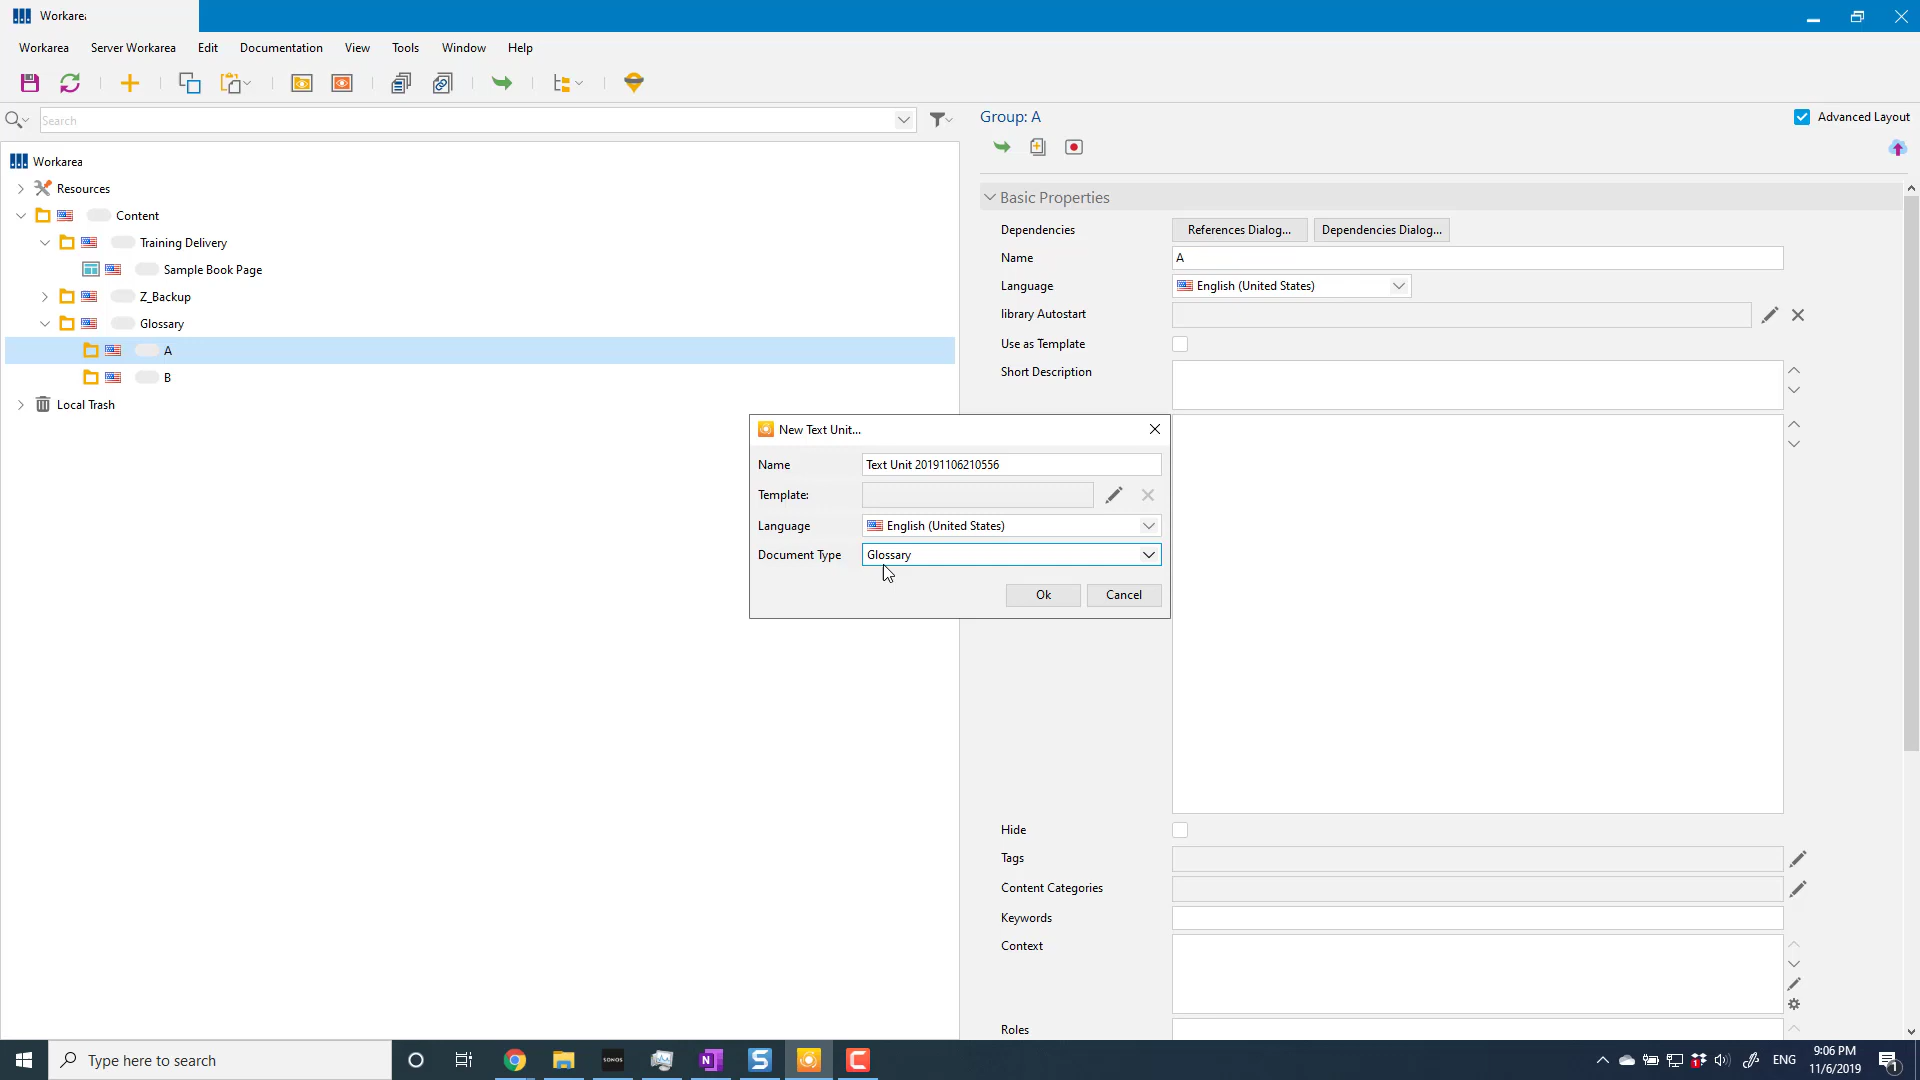 Workarea
Workarea Server Workarea Edit Documentation View Tools Window Help
Search
Group: A
Advanced Layout
Workarea
Resources
Content
Training Delivery
Sample Book Page
Z_Backup
Glossary
A
B
Local Trash
Basic Properties
Dependencies References Dialog... Dependencies Dialog...
Name A
Language English (United States)
library Autostart
Use as Template
Short Description
New Text Unit...
Name Text Unit 20191106210556
Template:
Language English (United States)
Document Type Glossary
Ok Cancel
Hide
Tags
Content Categories
Keywords
Context
Roles
Type here to search
SONOS
ENG
9:06 PM
11/6/2019
1